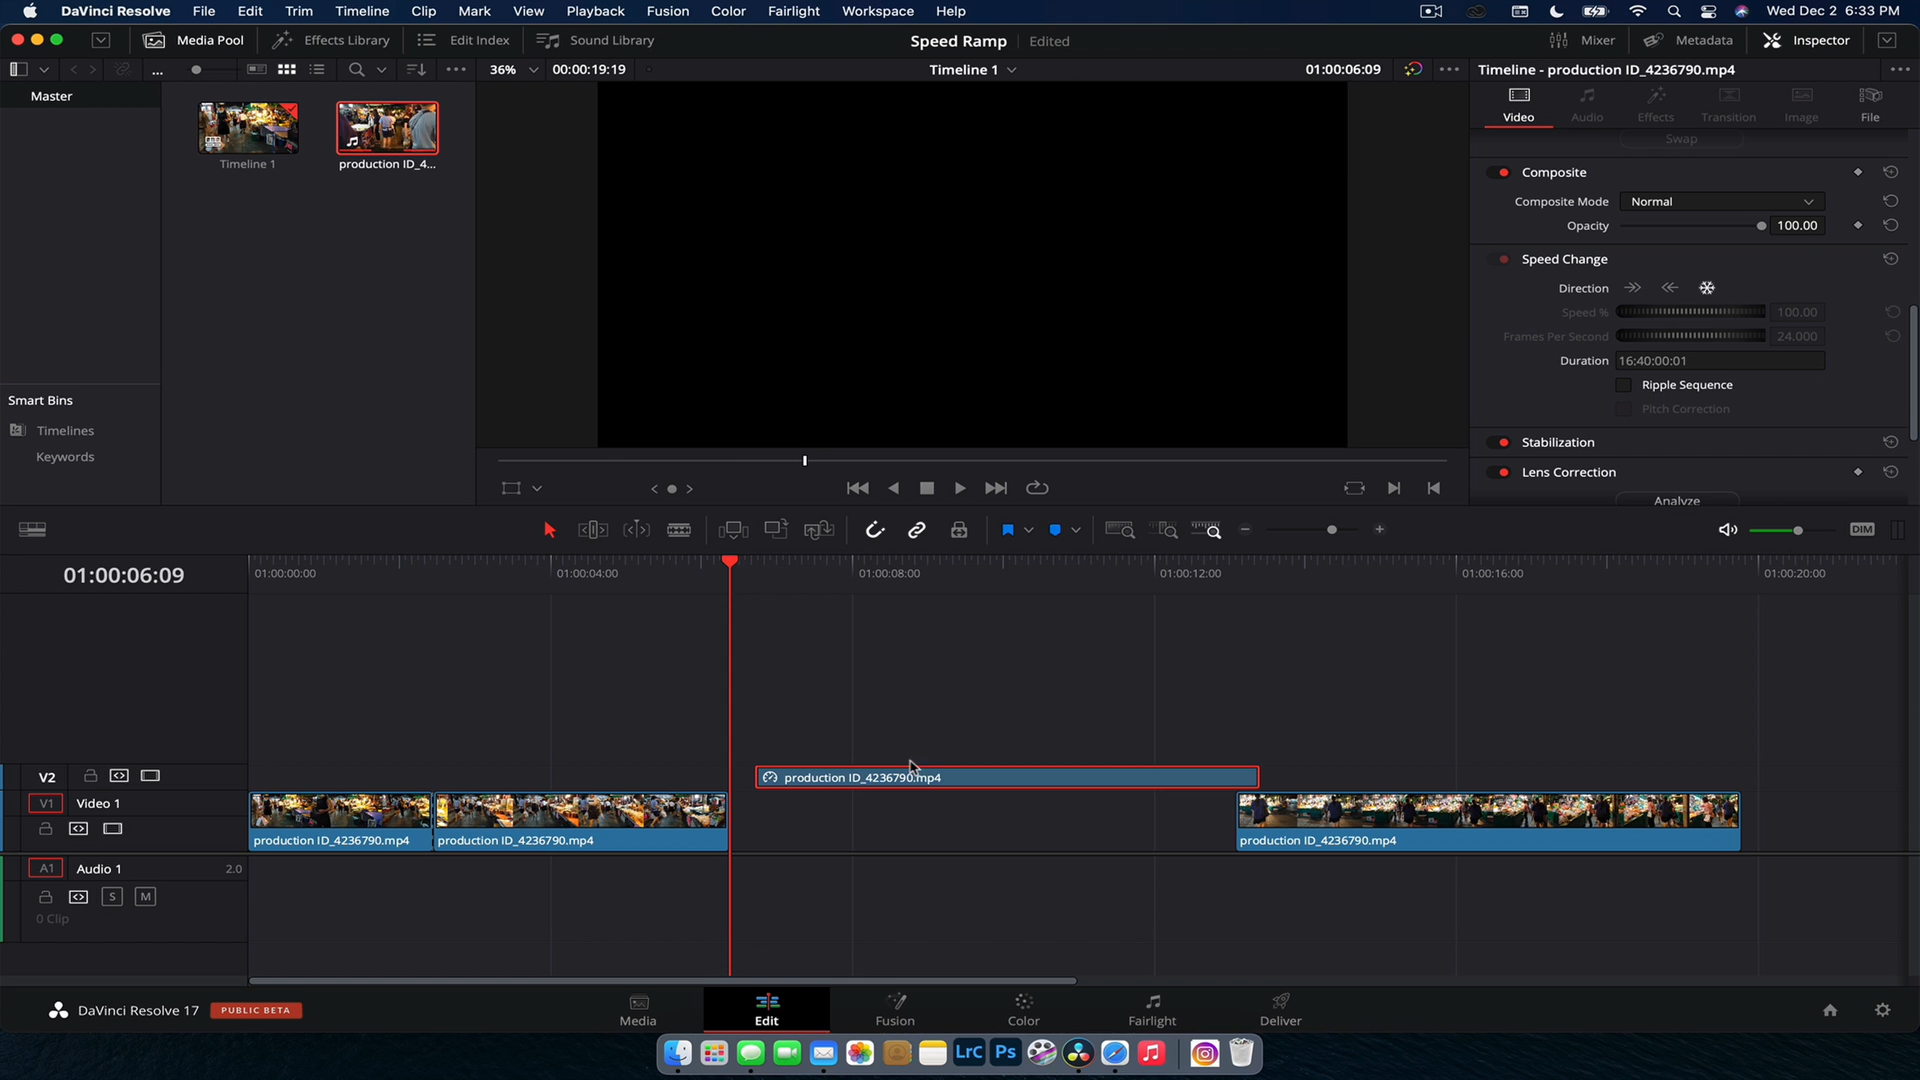 DaVinci Resolve File Edit Trim Timeline Clip Mark View Playback Fusion Color Fairlight Workspace Help Wed Dec 2 6:33 PM
Media Pool Effects Library Edit Index Sound Library Speed Ramp Edited Mixer Metadata Inspector
... 36% 00:00:19:19 Timeline 1 01:00:06:09 Timeline - production ID_4236790.mp4
Master
Timeline 1
production ID_4...
Smart Bins
Timelines
Keywords
Video Audio Effects Transition Image File
Swap
Composite
Composite Mode Normal
Opacity 100.00
Speed Change
Direction
Speed % 100.00
Frames Per Second 24.000
Duration 16:40:00:01
Ripple Sequence
Pitch Correction
Stabilization
Lens Correction
Analyze
DIM
01:00:06:09 01:00:00:00 01:00:04:00 01:00:08:00 01:00:12:00 01:00:16:00 01:00:20:00
V2 production ID_4236790.mp4
V1 Video 1
production ID_4236790.mp4 production ID_4236790.mp4 production ID_4236790.mp4
A1 Audio 1 2.0
S M
0 Clip
DaVinci Resolve 17 PUBLIC BETA Media Edit Fusion Color Fairlight Deliver
LrC Ps